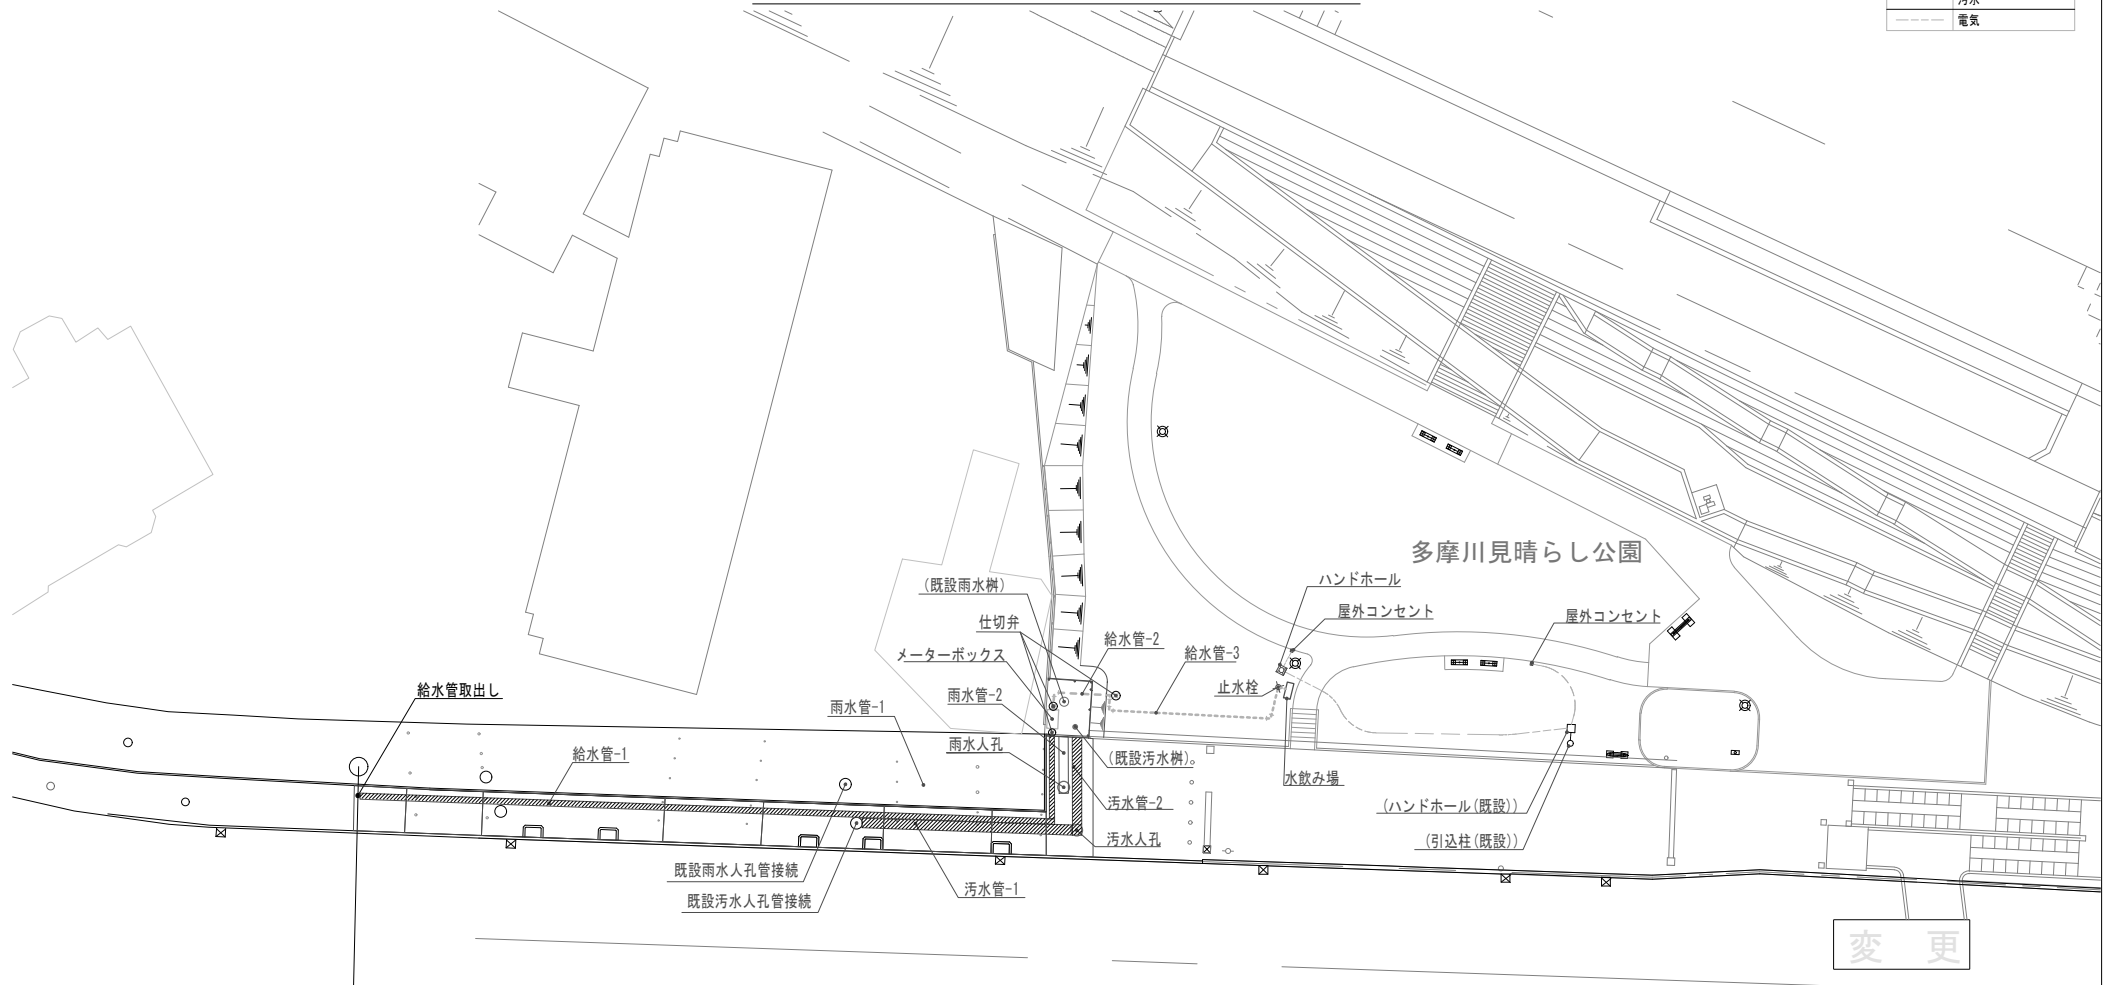 汚水
電気
多摩川見晴らし公園
ハンドホール
(既設雨水桝)
屋外コンセント
屋外コンセント
仕切弁
給水管-2
給水管-3
メーターボックス
止水栓
給水管取出し
雨水管-2
雨水管-1
雨水人孔
給水管-1
(既設汚水桝)
水飲み場
汚水管-2
(ハンドホール(既設))
汚水人孔
(引込柱(既設))
既設雨水人孔管接続
汚水管-1
既設汚水人孔管接続
変 更